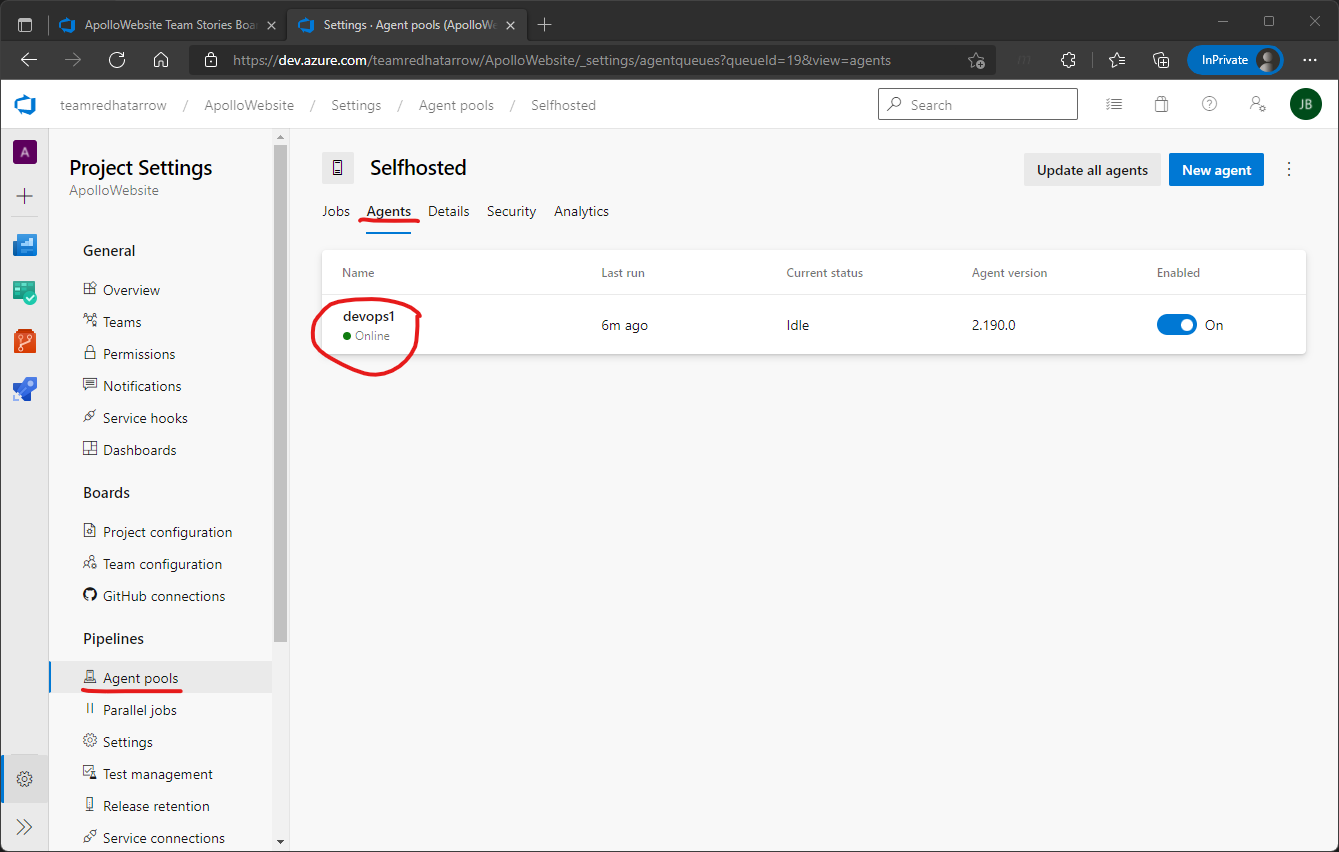 ApolloWebsite Team Stories Boa
Settings · Agent pools (ApolloWe
https://dev.azure.com/teamredhatarrow/ApolloWebsite/_settings/agentqueues?queueId=19&view=agents
InPrivate
teamredhatarrow / ApolloWebsite / Settings / Agent pools / Selfhosted
Search
JB
A
Project Settings
ApolloWebsite
General
Overview
Teams
Permissions
Notifications
Service hooks
Dashboards
Boards
Project configuration
Team configuration
GitHub connections
Pipelines
Agent pools
Parallel jobs
Settings
Test management
Release retention
Service connections
Selfhosted
Update all agents
New agent
Jobs Agents Details Security Analytics
Name Last run Current status Agent version Enabled
devops1
Online
6m ago Idle 2.190.0 On